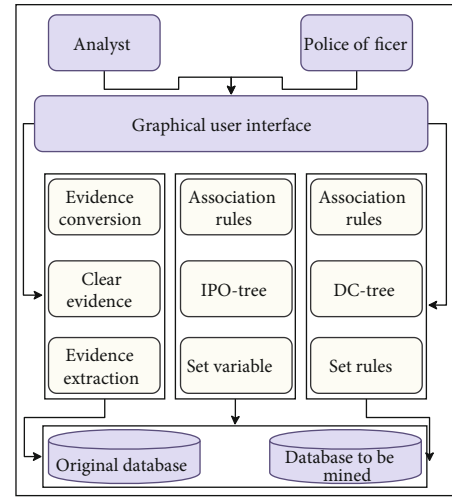 Analyst
Police of ficer
Graphical user interface
Evidence
conversion
Association
rules
Association
rules
Clear
evidence
IPO-tree
DC-tree
Evidence
extraction
Set variable
Set rules
Original database
Database to be
mined